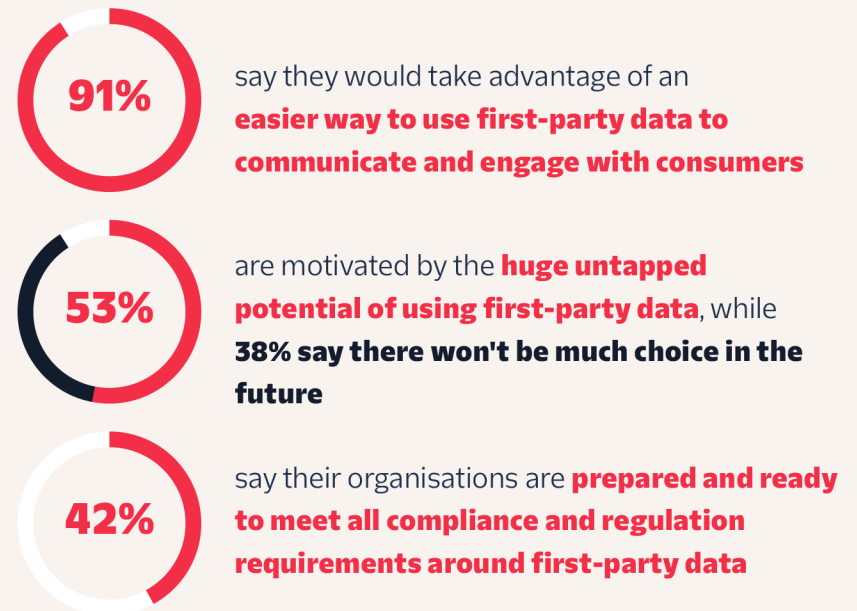 91%
say they would take advantage of an
easier way to use first-party data to
communicate and engage with consumers
53%
are motivated by the huge untapped
potential of using first-party data, while
38% say there won't be much choice in the
future
42%
say their organisations are prepared and ready
to meet all compliance and regulation
requirements around first-party data